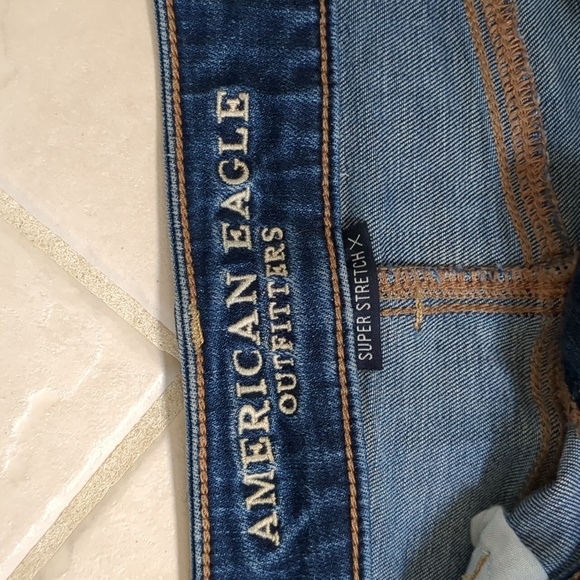 AMERICAN EAGLE
OUTFITTERS
SUPER STRETCH X